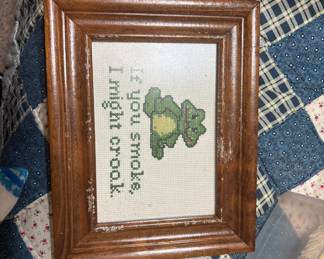 If you smoke,
I might croak.